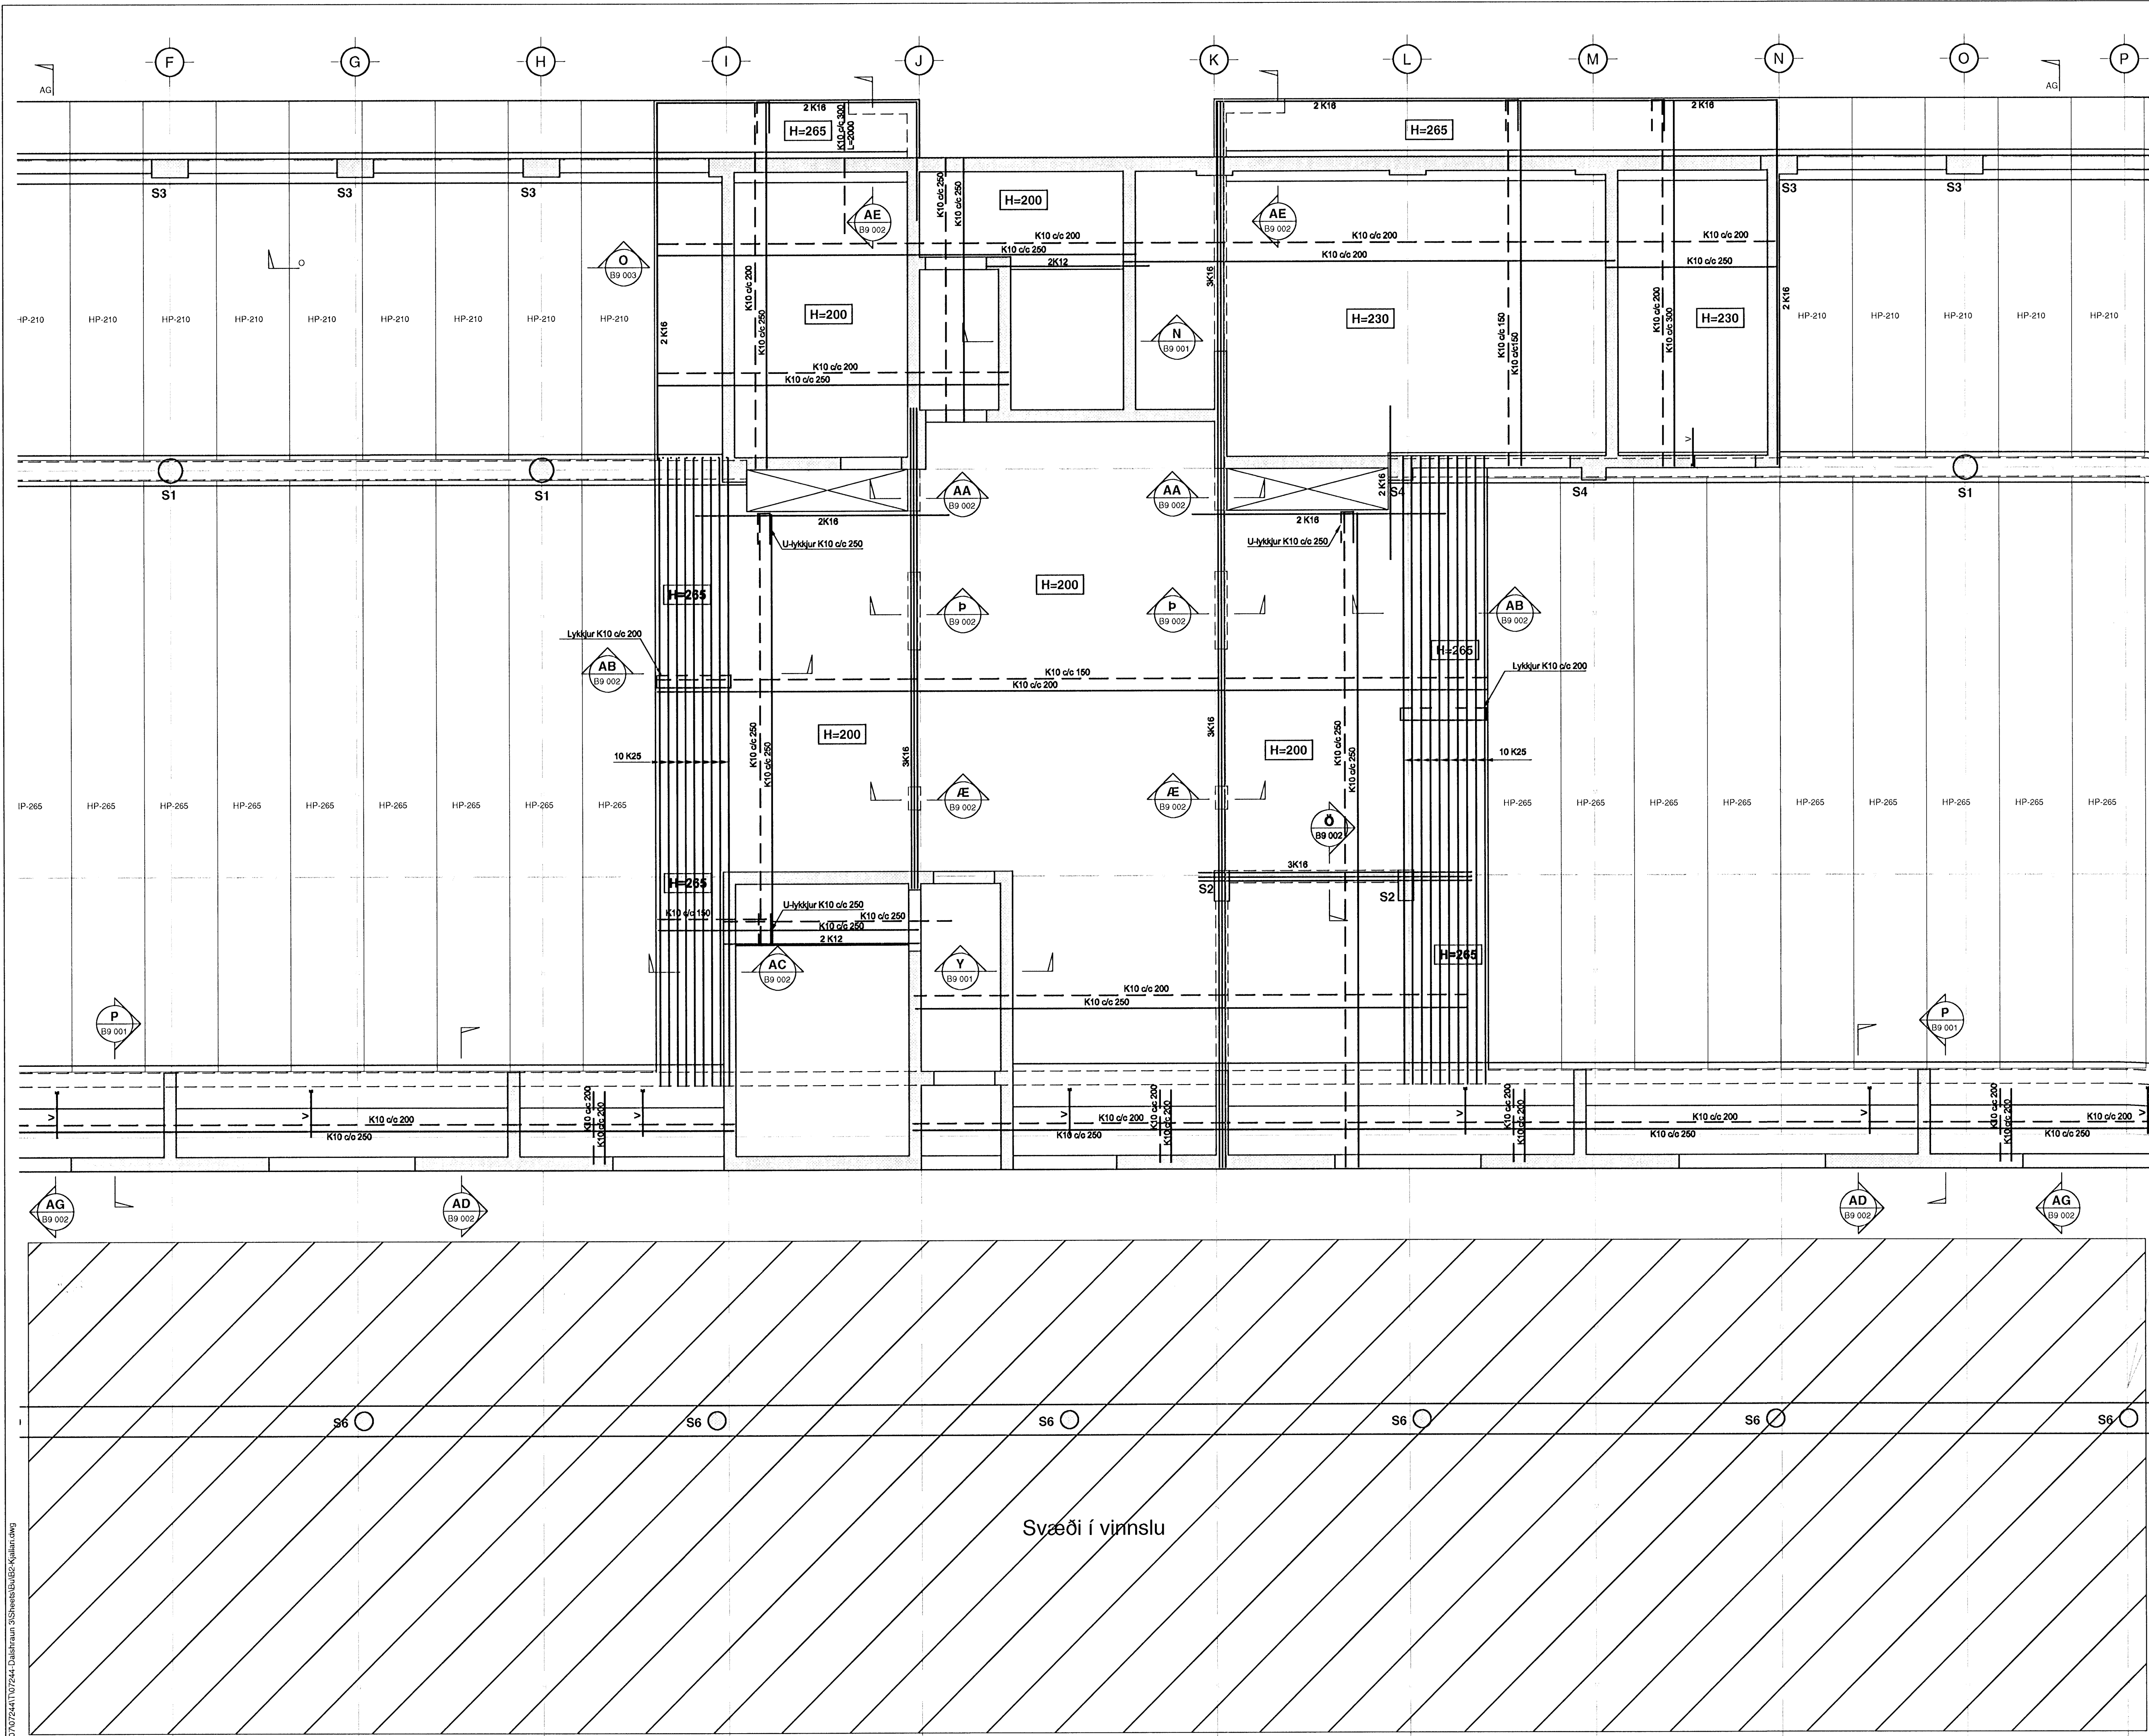 F G H I J K L M N O P
AG AG
2 K16 2 K16 2 K16
H=265 K10 c/c 300 L=2000 H=265
S3 S3 S3 S3 S3
K10 c/c 250 K10 c/c 250 H=200
AE B9 002 AE B9 002
K10 c/c 200 K10 c/c 200 K10 c/c 200
K10 c/c 250 K10 c/c 200 K10 c/c 250
2K12
O O B9 003
K10 c/c 200 K10 c/c 250 3K16 K10 c/c 150 K10 c/c150 K10 c/c 200 K10 c/c 300 2 K16
HP-210 HP-210 HP-210 HP-210 HP-210 HP-210 HP-210 HP-210 2 K16 H=200 H=230 H=230 HP-210 HP-210 HP-210 HP-210 HP-210
N B9 001
K10 c/c 200
K10 c/c 250
V
S1 S1 2 K16 S4 S4 S1
AA B9 002 AA B9 002
2K16 2 K16
U-lykkjur K10 c/c 250 U-lykkjur K10 c/c 250
H=265 H=200
Þ B9 002 Þ B9 002 AB B9 002
Lykkjur K10 c/c 200 H=265
AB B9 002 K10 c/c 150 Lykkjur K10 c/c 200
K10 c/c 200
K10 c/c 250 K10 c/c 250 H=200 3K16 3K16 H=200 K10 c/c 250 K10 c/c 250
10 K25 10 K25
HP-265 HP-265 HP-265 HP-265 HP-265 HP-265 HP-265 HP-265 Æ B9 002 Æ B9 002 HP-265 HP-265 HP-265 HP-265 HP-265 HP-265 HP-265 HP-265 HP-265
Ö B9 002
3K16
H=265 S2 S2
U-lykkjur K10 c/c 250
K10 c/c 150 K10 c/c 250
K10 c/c 250
2 K12
H=265
AC B9 002 Y B9 001
K10 c/c 200
K10 c/c 250
P B9 001 P B9 001
V V K10 c/c 200 K10 c/c 200 V V K10 c/c 200 K10 c/c 200 V K10 c/c 200 K10 c/c 200 V K10 c/c 200 K10 c/c 200 V
K10 c/c 200 K10 c/c 200 K10 c/c 200 K10 c/c 200
K10 c/c 250 K10 c/c 250 K10 c/c 250 K10 c/c 250
AG B9 002 AD B9 002 AD B9 002 AG B9 002
S6 S6 S6 S6 S6 S6
Svæði í vinnslu